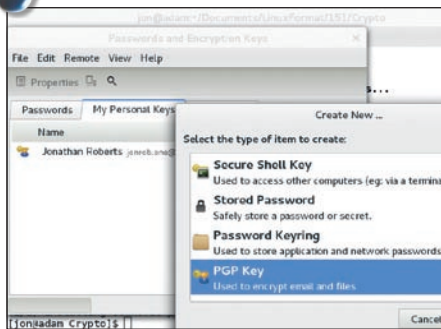 jon@adam:~/Documents/LinuxFormat/151/Crypto
Passwords and Encryption Keys
File Edit Remote View Help
Properties
s...
Passwords
My Personal Keys
Name
Jonathan Roberts
Create New ...
Select the type of item to create:
Secure Shell Key
Used to access other computers (eg: via a termina
Stored Password
Safely store a password or secret.
Password Keyring
Used to store application and network passwords
PGP Key
Used to encrypt email and files
Cancel
[jon@adam Crypto]$